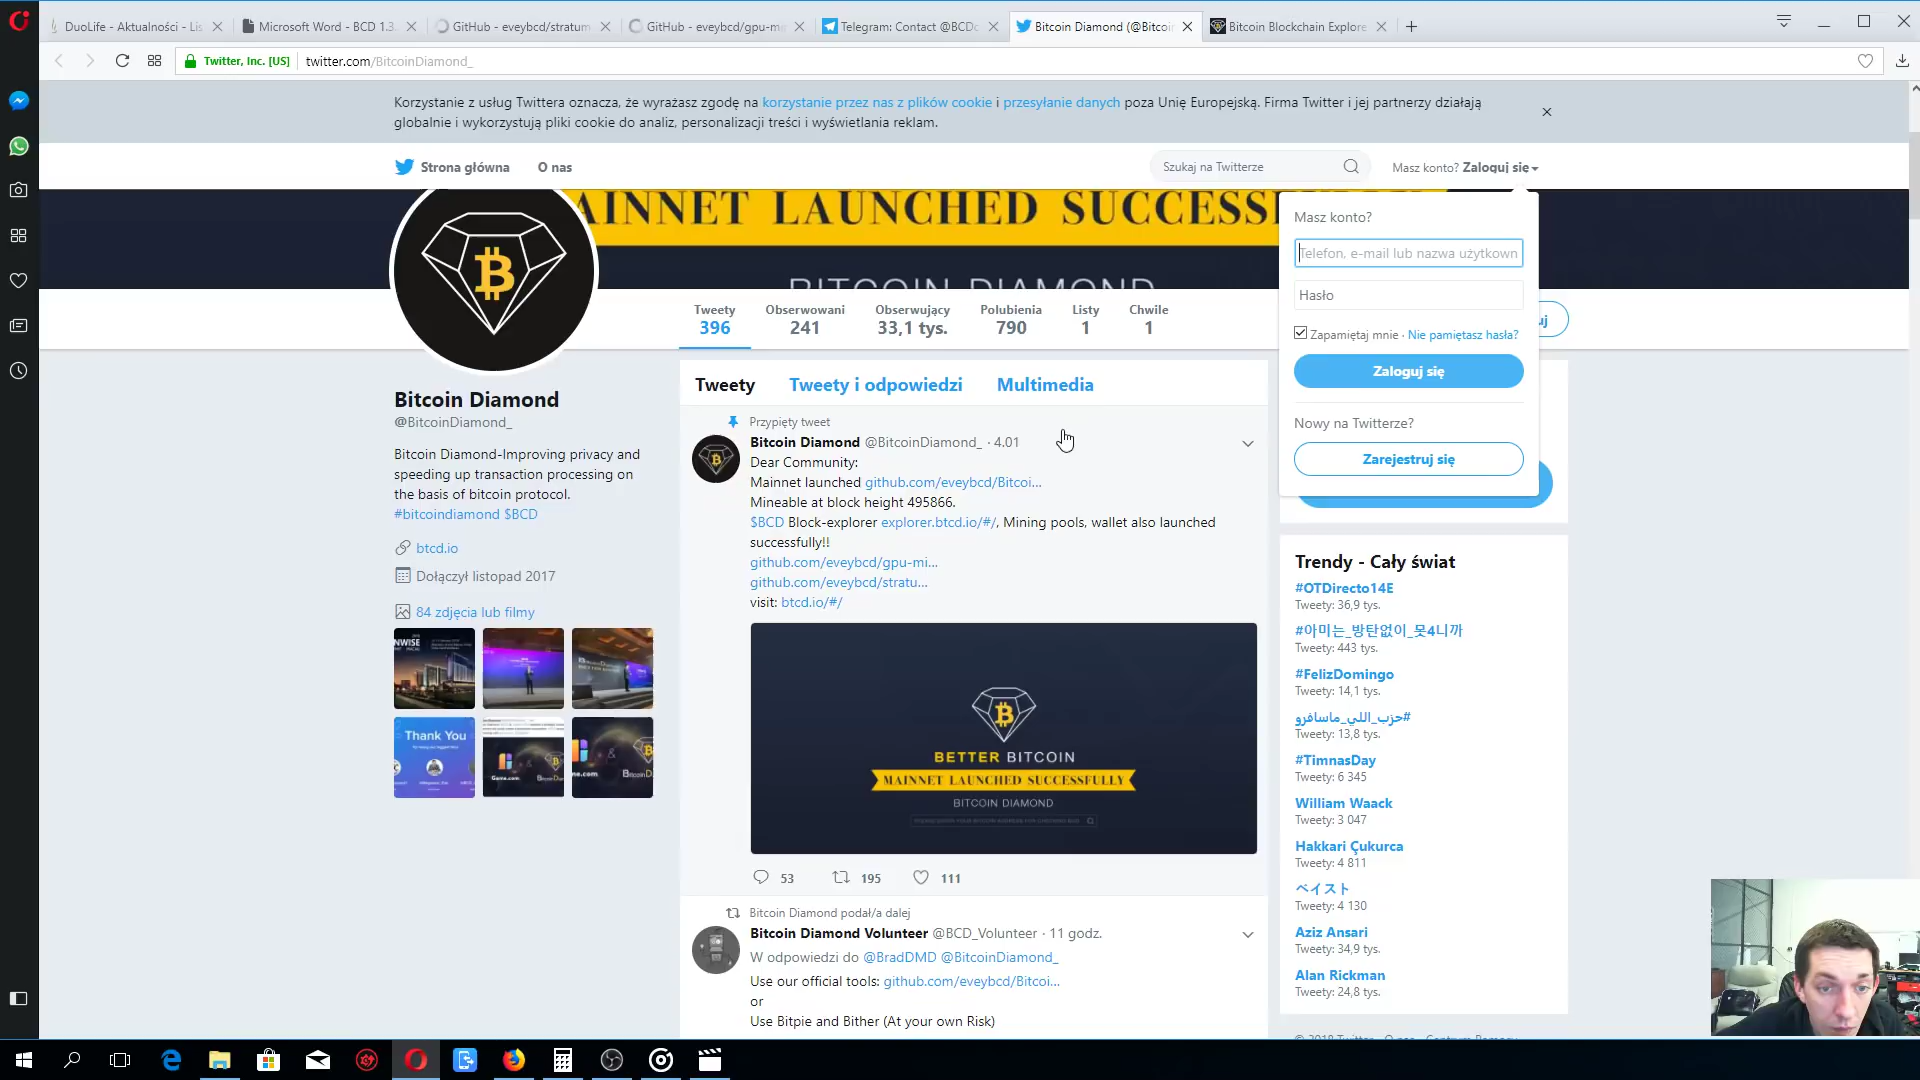 DuoLife - Aktualności - Lis
Microsoft Word - BCD 1.3.
GitHub - eveybcd/stratum
GitHub - eveybcd/gpu-m
Telegram: Contact @BCDc
Bitcoin Diamond (@Bitcoi
Bitcoin Blockchain Explore
Twitter, Inc. [US]
twitter.com/BitcoinDiamond_
Korzystanie z usług Twittera oznacza, że wyrażasz zgodę na korzystanie przez nas z plików cookie i przesyłanie danych poza Unię Europejską. Firma Twitter i jej partnerzy działają
globalnie i wykorzystują pliki cookie do analiz, personalizacji treści i wyświetlania reklam.
Strona główna
O nas
Szukaj na Twitterze
Masz konto? Zaloguj się
AINNET LAUNCHED SUCCESSF
BITCOIN DIAMOND
Masz konto?
Telefon, e-mail lub nazwa użytkown
Hasło
Zapamiętaj mnie · Nie pamiętasz hasła?
Zaloguj się
Nowy na Twitterze?
Zarejestruj się
uj
Tweety
396
Obserwowani
241
Obserwujący
33,1 tys.
Polubienia
790
Listy
1
Chwile
1
Bitcoin Diamond
@BitcoinDiamond_
Bitcoin Diamond-Improving privacy and
speeding up transaction processing on
the basis of bitcoin protocol.
#bitcoindiamond $BCD
btcd.io
Dołączył listopad 2017
84 zdjęcia lub filmy
NWISE
Thank You
Game.com
.com
BitcoinD
Tweety
Tweety i odpowiedzi
Multimedia
Przypięty tweet
Bitcoin Diamond @BitcoinDiamond_ · 4.01
Dear Community:
Mainnet launched github.com/eveybcd/Bitcoi...
Mineable at block height 495866.
$BCD Block-explorer explorer.btcd.io/#/, Mining pools, wallet also launched
successfully!!
github.com/eveybcd/gpu-mi...
github.com/eveybcd/stratu...
visit: btcd.io/#/
BETTER BITCOIN
MAINNET LAUNCHED SUCCESSFULLY
BITCOIN DIAMOND
53
195
111
Bitcoin Diamond podał/a dalej
Bitcoin Diamond Volunteer @BCD_Volunteer · 11 godz.
W odpowiedzi do @BradDMD @BitcoinDiamond_
Use our official tools: github.com/eveybcd/Bitcoi...
or
Use Bitpie and Bither (At your own Risk)
Trendy - Cały świat
#OTDirecto14E
Tweety: 36,9 tys.
#아미는_방탄없이_못4니까
Tweety: 443 tys.
#FelizDomingo
Tweety: 14,1 tys.
#حزب_اللي_ماسافرو
Tweety: 13,8 tys.
#TimnasDay
Tweety: 6 345
William Waack
Tweety: 3 047
Hakkari Çukurca
Tweety: 4 811
ベイスト
Tweety: 4 130
Aziz Ansari
Tweety: 34,9 tys.
Alan Rickman
Tweety: 24,8 tys.
© 2018 Twitter O nas Centrum Pomocy